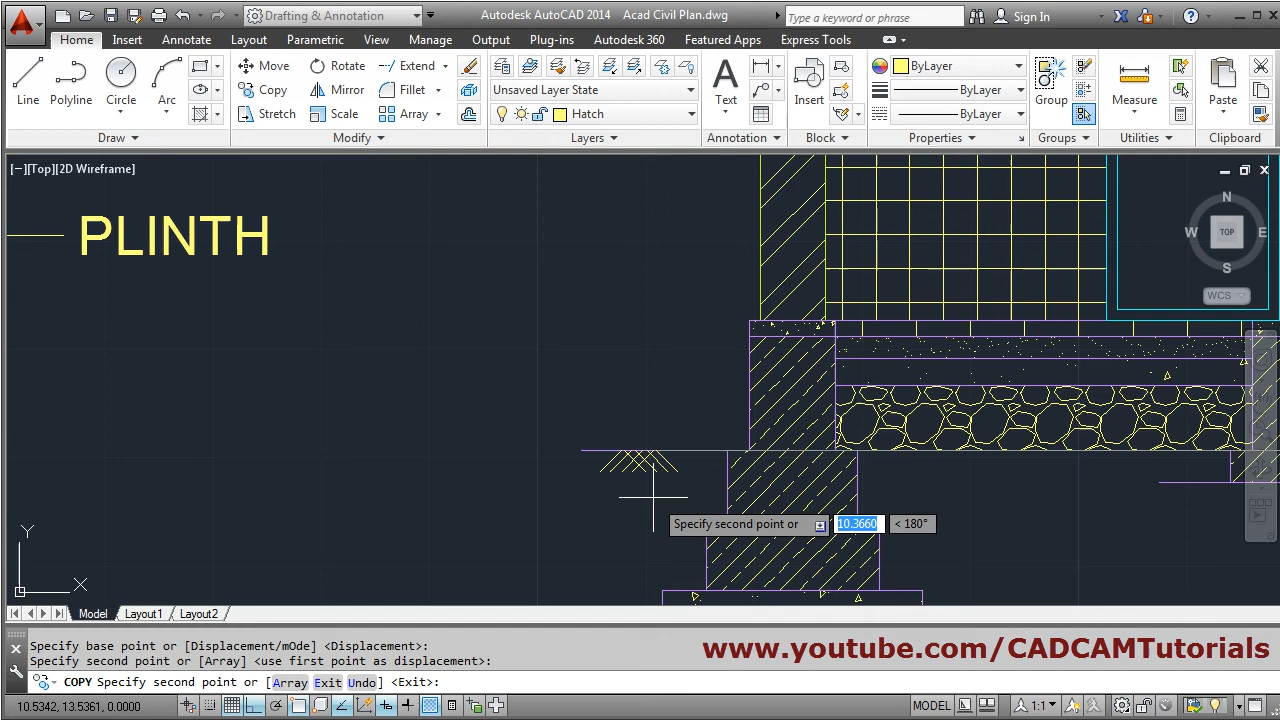 Drafting & Annotation
Autodesk AutoCAD 2014 Acad Civil Plan.dwg
Type a keyword or phrase
Sign In
Home Insert Annotate Layout Parametric View Manage Output Plug-ins Autodesk 360 Featured Apps Express Tools
Line Polyline Circle Arc
Move Rotate Extend
Copy Mirror Fillet
Stretch Scale Array
Unsaved Layer State
Hatch
Text
Insert
ByLayer
ByLayer
ByLayer
Group
Measure
Paste
Draw Modify Layers Annotation Block Properties Groups Utilities Clipboard
[−][Top][2D Wireframe]
PLINTH
N
W TOP E
S
WCS
Specify second point or 10.3660 < 180°
Y
X
Model Layout1 Layout2
Specify base point or [Displacement/mOde] <Displacement>:
Specify second point or [Array] <use first point as displacement>:
COPY Specify second point or [Array Exit Undo] <Exit>:
www.youtube.com/CADCAMTutorials
10.5342, 13.5361, 0.0000
MODEL
1:1